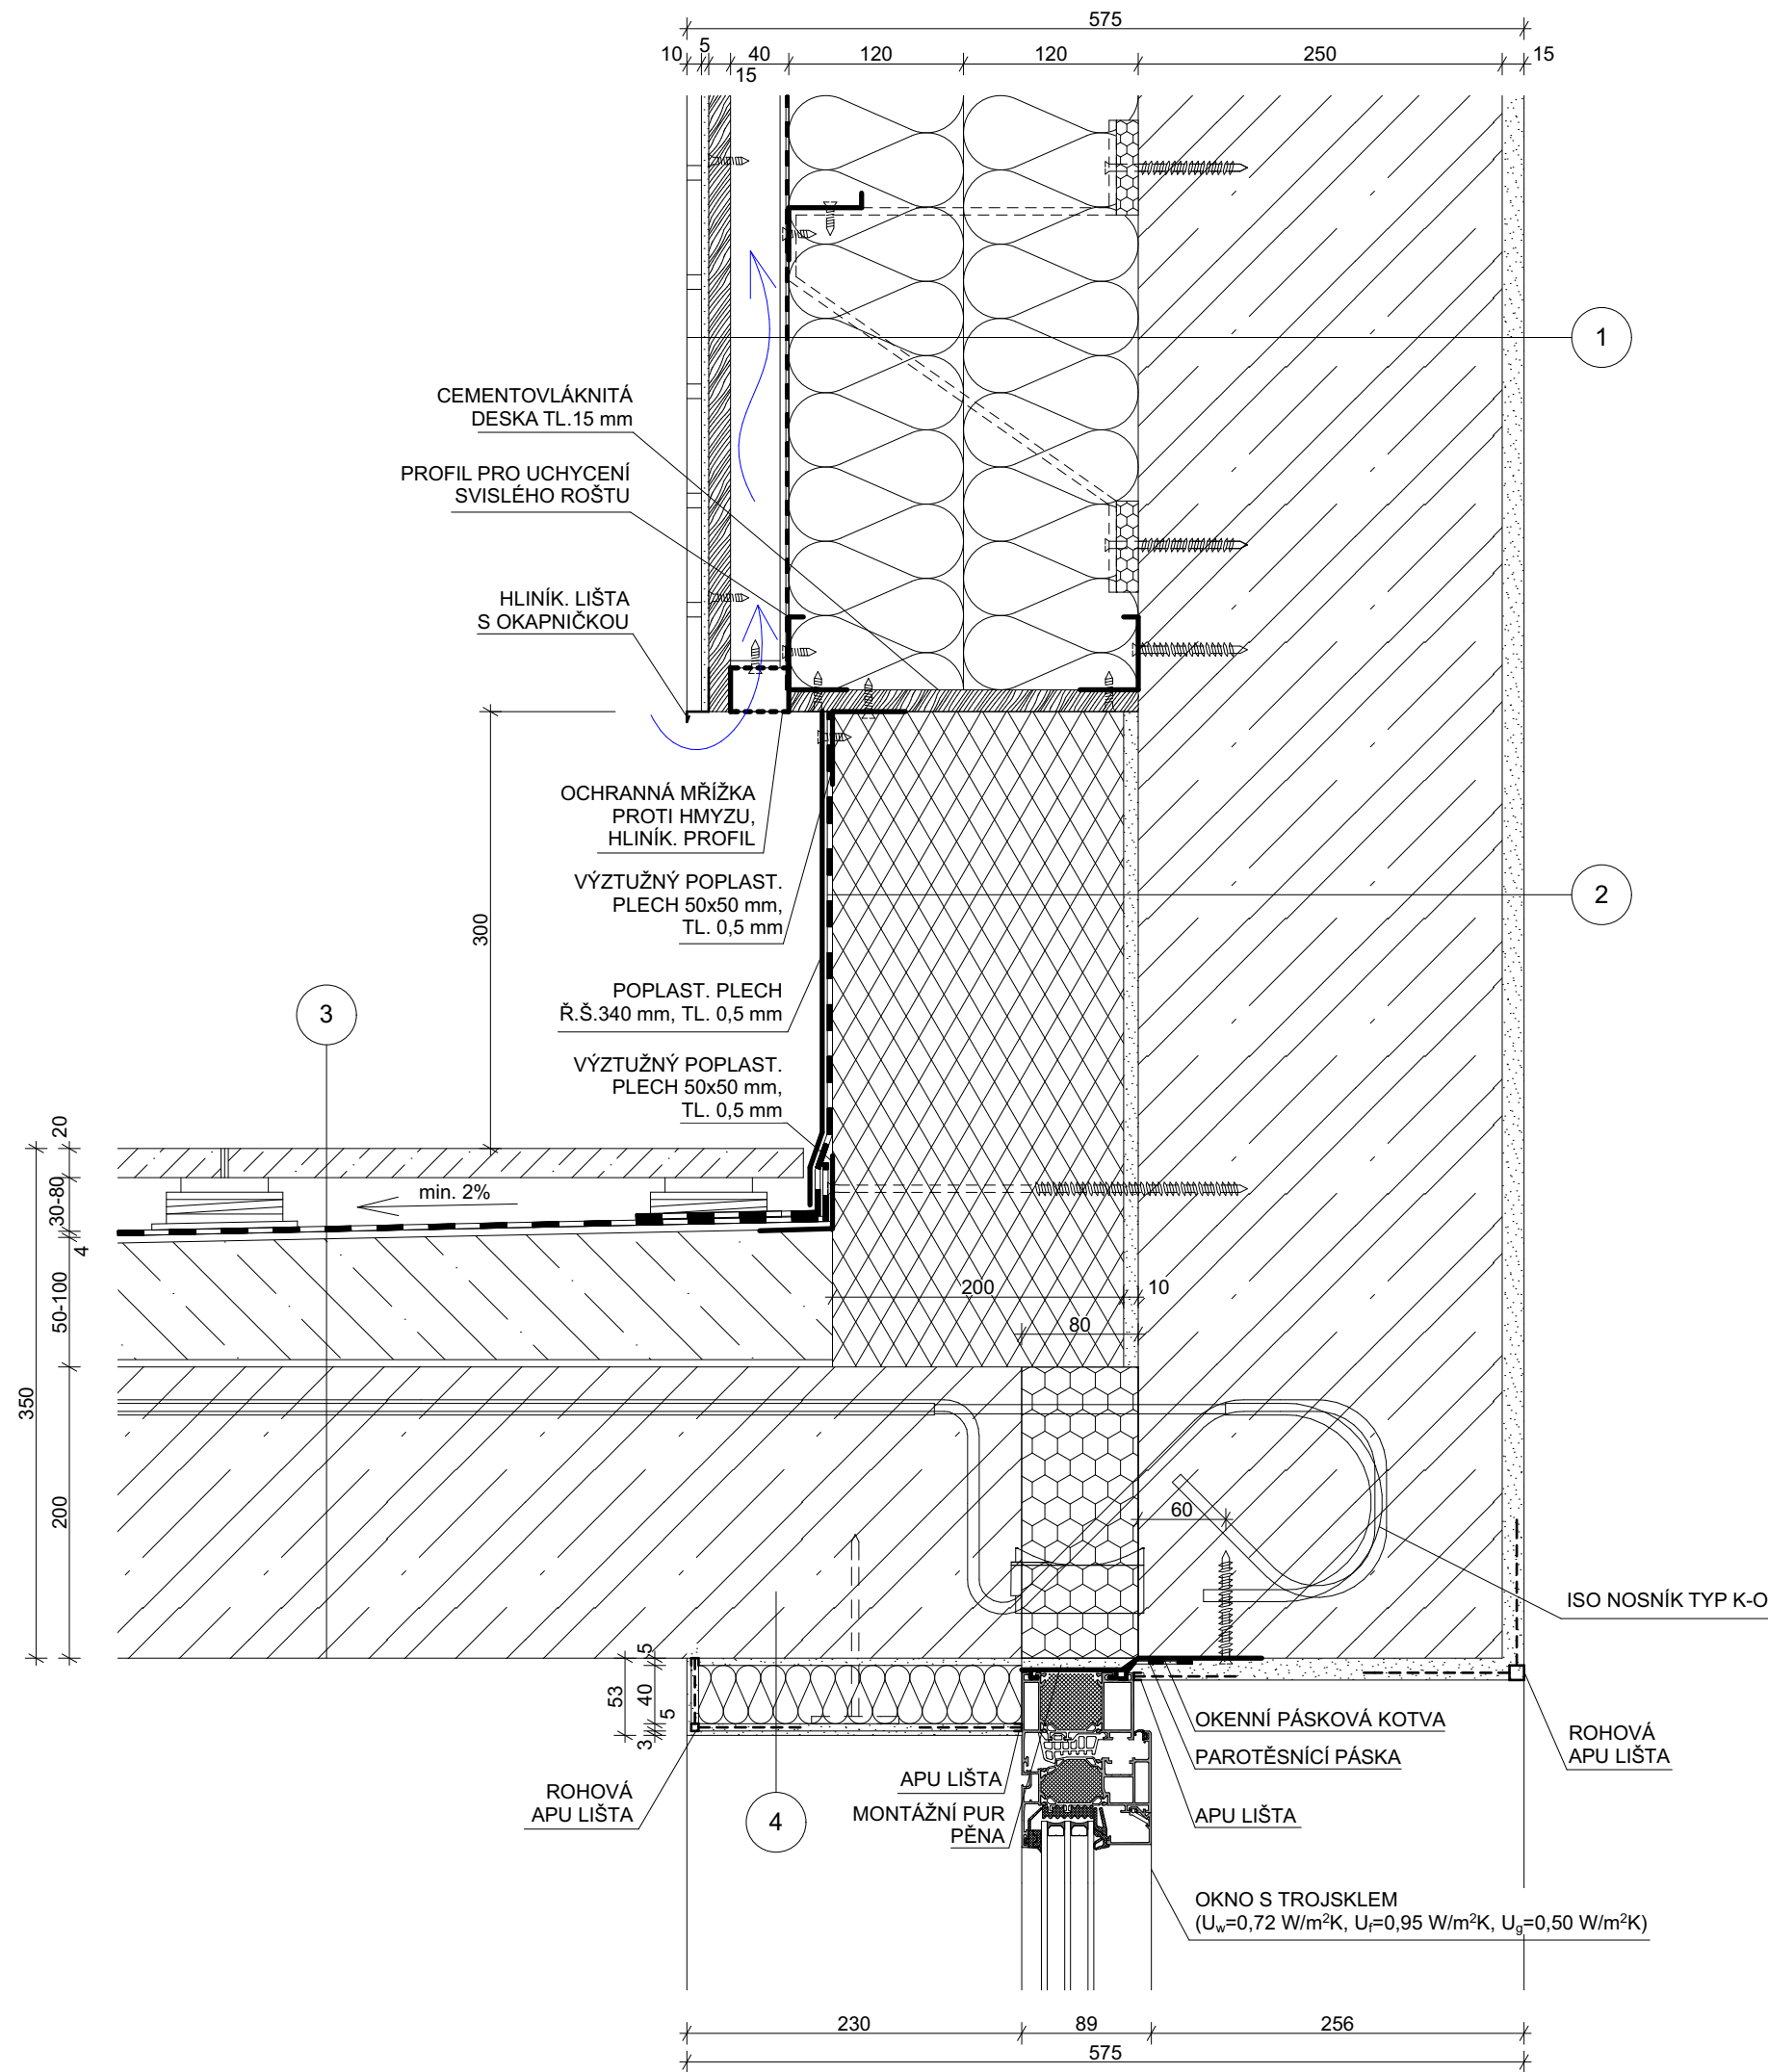 575
10
5
15
40
120
120
250
15
1
CEMENTOVLÁKNITÁ
DESKA TL.15 mm
PROFIL PRO UCHYCENÍ
SVISLÉHO ROŠTU
HLINÍK. LIŠTA
S OKAPNIČKOU
OCHRANNÁ MŘÍŽKA
PROTI HMYZU,
HLINÍK. PROFIL
VÝZTUŽNÝ POPLAST.
PLECH 50x50 mm,
TL. 0,5 mm
2
300
POPLAST. PLECH
Ř.Š.340 mm, TL. 0,5 mm
3
VÝZTUŽNÝ POPLAST.
PLECH 50x50 mm,
TL. 0,5 mm
20
30-80
4
50-100
350
200
min. 2%
200
10
80
60
ISO NOSNÍK TYP K-O
5
53
40
5
3
OKENNÍ PÁSKOVÁ KOTVA
PAROTĚSNÍCÍ PÁSKA
ROHOVÁ
APU LIŠTA
APU LIŠTA
ROHOVÁ
APU LIŠTA
4
MONTÁŽNÍ PUR
PĚNA
APU LIŠTA
OKNO S TROJSKLEM
(Uw=0,72 W/m²K, Uf=0,95 W/m²K, Ug=0,50 W/m²K)
230
89
256
575